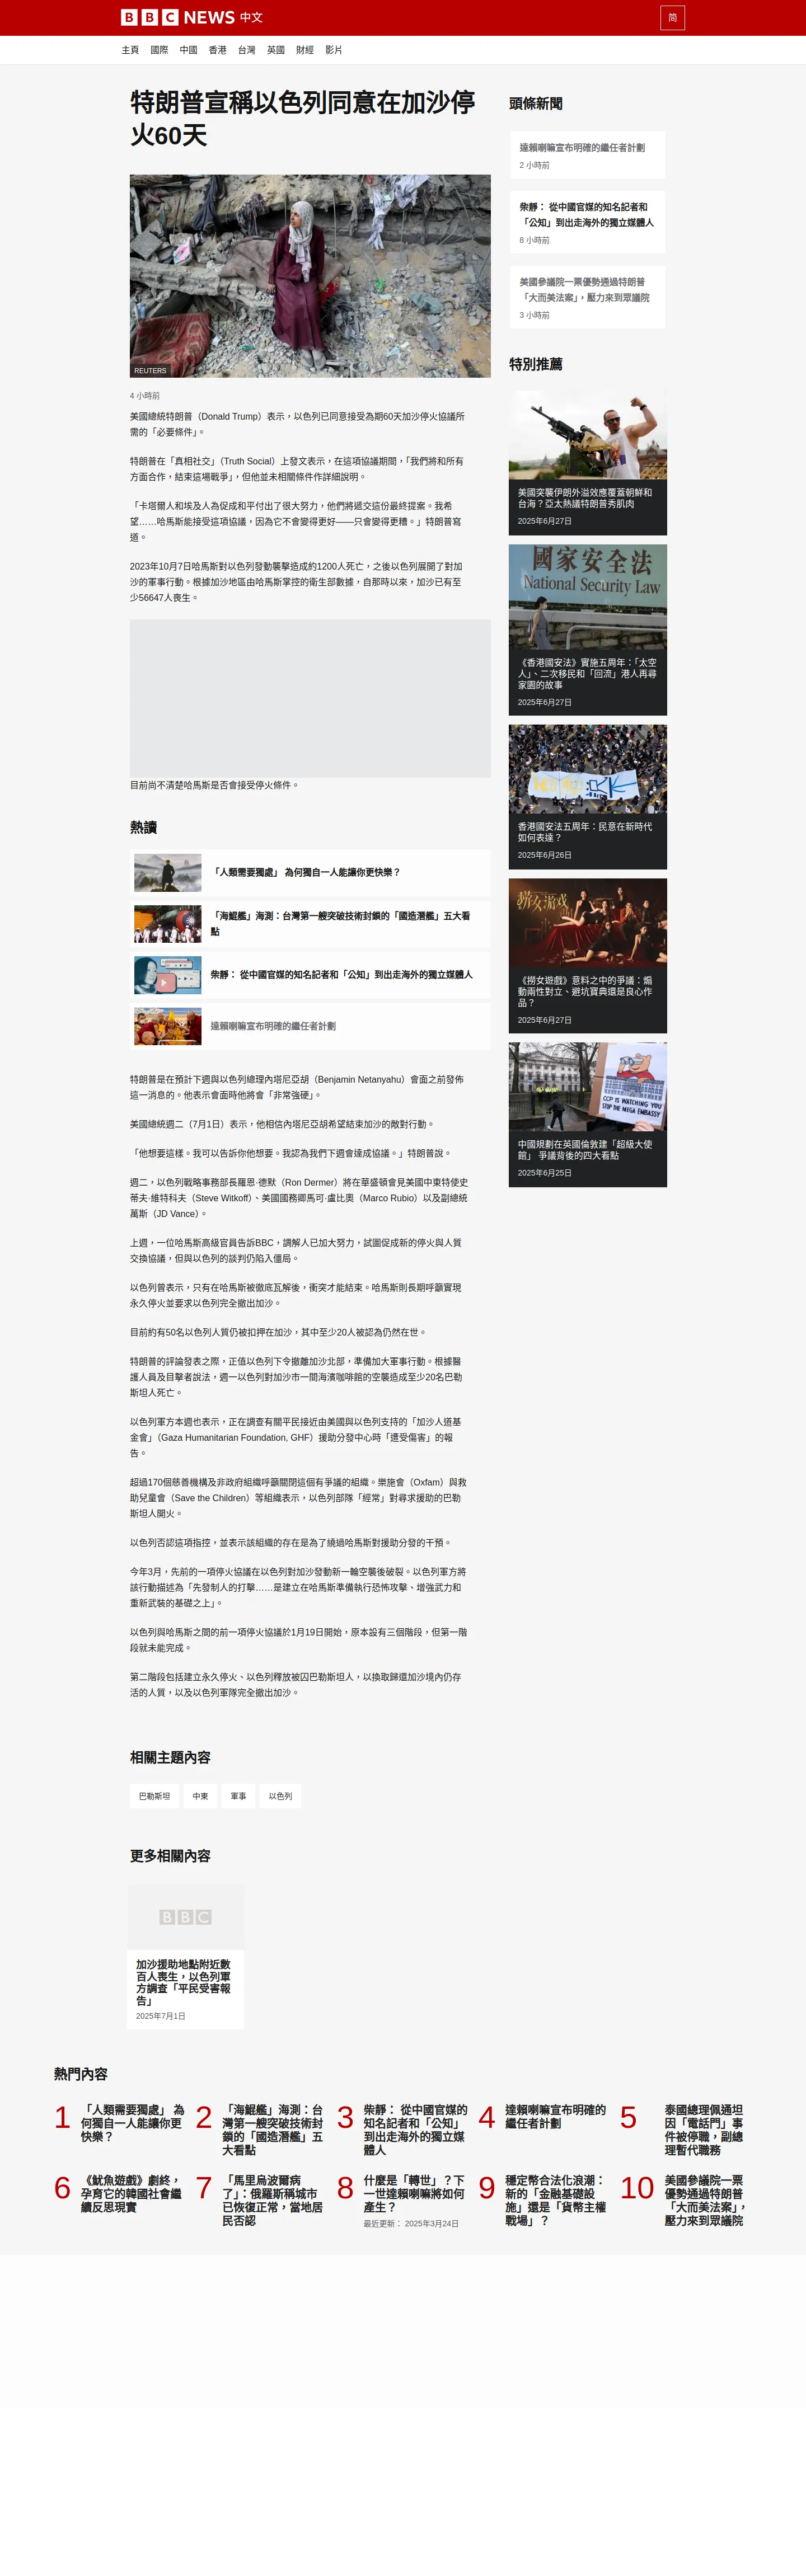 BBC NEWS 中文
简
主頁 國際 中國 香港 台灣 英國 財經 影片
特朗普宣稱以色列同意在加沙停
火60天
REUTERS
4 小時前
美國總統特朗普（Donald Trump）表示，以色列已同意接受為期60天加沙停火協議所
需的「必要條件」。
特朗普在「真相社交」（Truth Social）上發文表示，在這項協議期間，「我們將和所有
方面合作，結束這場戰爭」，但他並未相關條件作詳細說明。
「卡塔爾人和埃及人為促成和平付出了很大努力，他們將遞交這份最終提案。我希
望……哈馬斯能接受這項協議，因為它不會變得更好——只會變得更糟。」特朗普寫
道。
2023年10月7日哈馬斯對以色列發動襲擊造成約1200人死亡，之後以色列展開了對加
沙的軍事行動。根據加沙地區由哈馬斯掌控的衛生部數據，自那時以來，加沙已有至
少56647人喪生。
目前尚不清楚哈馬斯是否會接受停火條件。
熱讀
「人類需要獨處」 為何獨自一人能讓你更快樂？
「海鯤艦」海測：台灣第一艘突破技術封鎖的「國造潛艦」五大看
點
柴靜： 從中國官媒的知名記者和「公知」到出走海外的獨立媒體人
達賴喇嘛宣布明確的繼任者計劃
特朗普是在預計下週與以色列總理內塔尼亞胡（Benjamin Netanyahu）會面之前發佈
這一消息的。他表示會面時他將會「非常強硬」。
美國總統週二（7月1日）表示，他相信內塔尼亞胡希望結束加沙的敵對行動。
「他想要這樣。我可以告訴你他想要。我認為我們下週會達成協議。」特朗普說。
週二，以色列戰略事務部長羅恩·德默（Ron Dermer）將在華盛頓會見美國中東特使史
蒂夫·維特科夫（Steve Witkoff）、美國國務卿馬可·盧比奧（Marco Rubio）以及副總統
萬斯（JD Vance）。
上週，一位哈馬斯高級官員告訴BBC，調解人已加大努力，試圖促成新的停火與人質
交換協議，但與以色列的談判仍陷入僵局。
以色列曾表示，只有在哈馬斯被徹底瓦解後，衝突才能結束。哈馬斯則長期呼籲實現
永久停火並要求以色列完全撤出加沙。
目前約有50名以色列人質仍被扣押在加沙，其中至少20人被認為仍然在世。
特朗普的評論發表之際，正值以色列下令撤離加沙北部，準備加大軍事行動。根據醫
護人員及目擊者說法，週一以色列對加沙市一間海濱咖啡館的空襲造成至少20名巴勒
斯坦人死亡。
以色列軍方本週也表示，正在調查有關平民接近由美國與以色列支持的「加沙人道基
金會」（Gaza Humanitarian Foundation, GHF）援助分發中心時「遭受傷害」的報
告。
超過170個慈善機構及非政府組織呼籲關閉這個有爭議的組織。樂施會（Oxfam）與救
助兒童會（Save the Children）等組織表示，以色列部隊「經常」對尋求援助的巴勒
斯坦人開火。
以色列否認這項指控，並表示該組織的存在是為了繞過哈馬斯對援助分發的干預。
今年3月，先前的一項停火協議在以色列對加沙發動新一輪空襲後破裂。以色列軍方將
該行動描述為「先發制人的打擊……是建立在哈馬斯準備執行恐怖攻擊、增強武力和
重新武裝的基礎之上」。
以色列與哈馬斯之間的前一項停火協議於1月19日開始，原本設有三個階段，但第一階
段就未能完成。
第二階段包括建立永久停火、以色列釋放被囚巴勒斯坦人，以換取歸還加沙境內仍存
活的人質，以及以色列軍隊完全撤出加沙。
相關主題內容
巴勒斯坦 中東 軍事 以色列
更多相關內容
BBC
加沙援助地點附近數
百人喪生，以色列軍
方調查「平民受害報
告」
2025年7月1日
頭條新聞
達賴喇嘛宣布明確的繼任者計劃
2 小時前
柴靜： 從中國官媒的知名記者和
「公知」到出走海外的獨立媒體人
8 小時前
美國參議院一票優勢通過特朗普
「大而美法案」，壓力來到眾議院
3 小時前
特別推薦
美國突襲伊朗外溢效應覆蓋朝鮮和
台海？亞太熱議特朗普秀肌肉
2025年6月27日
國家安全法
National Security Law
《香港國安法》實施五周年：「太空
人」、二次移民和「回流」港人再尋
家園的故事
2025年6月27日
香港國安法五周年：民意在新時代
如何表達？
2025年6月26日
捞女游戏
《撈女遊戲》意料之中的爭議：煽
動兩性對立、避坑寶典還是良心作
品？
2025年6月27日
CCP IS WATCHING YOU
STOP THE MEGA EMBASSY
中國規劃在英國倫敦建「超級大使
館」 爭議背後的四大看點
2025年6月25日
熱門內容
1
「人類需要獨處」 為
何獨自一人能讓你更
快樂？
2
「海鯤艦」海測：台
灣第一艘突破技術封
鎖的「國造潛艦」五
大看點
3
柴靜： 從中國官媒的
知名記者和「公知」
到出走海外的獨立媒
體人
4
達賴喇嘛宣布明確的
繼任者計劃
5
泰國總理佩通坦
因「電話門」事
件被停職，副總
理暫代職務
6
《魷魚遊戲》劇終，
孕育它的韓國社會繼
續反思現實
7
「馬里烏波爾病
了」：俄羅斯稱城市
已恢復正常，當地居
民否認
8
什麼是「轉世」？下
一世達賴喇嘛將如何
產生？
最近更新： 2025年3月24日
9
穩定幣合法化浪潮：
新的「金融基礎設
施」還是「貨幣主權
戰場」？
10
美國參議院一票
優勢通過特朗普
「大而美法案」，
壓力來到眾議院